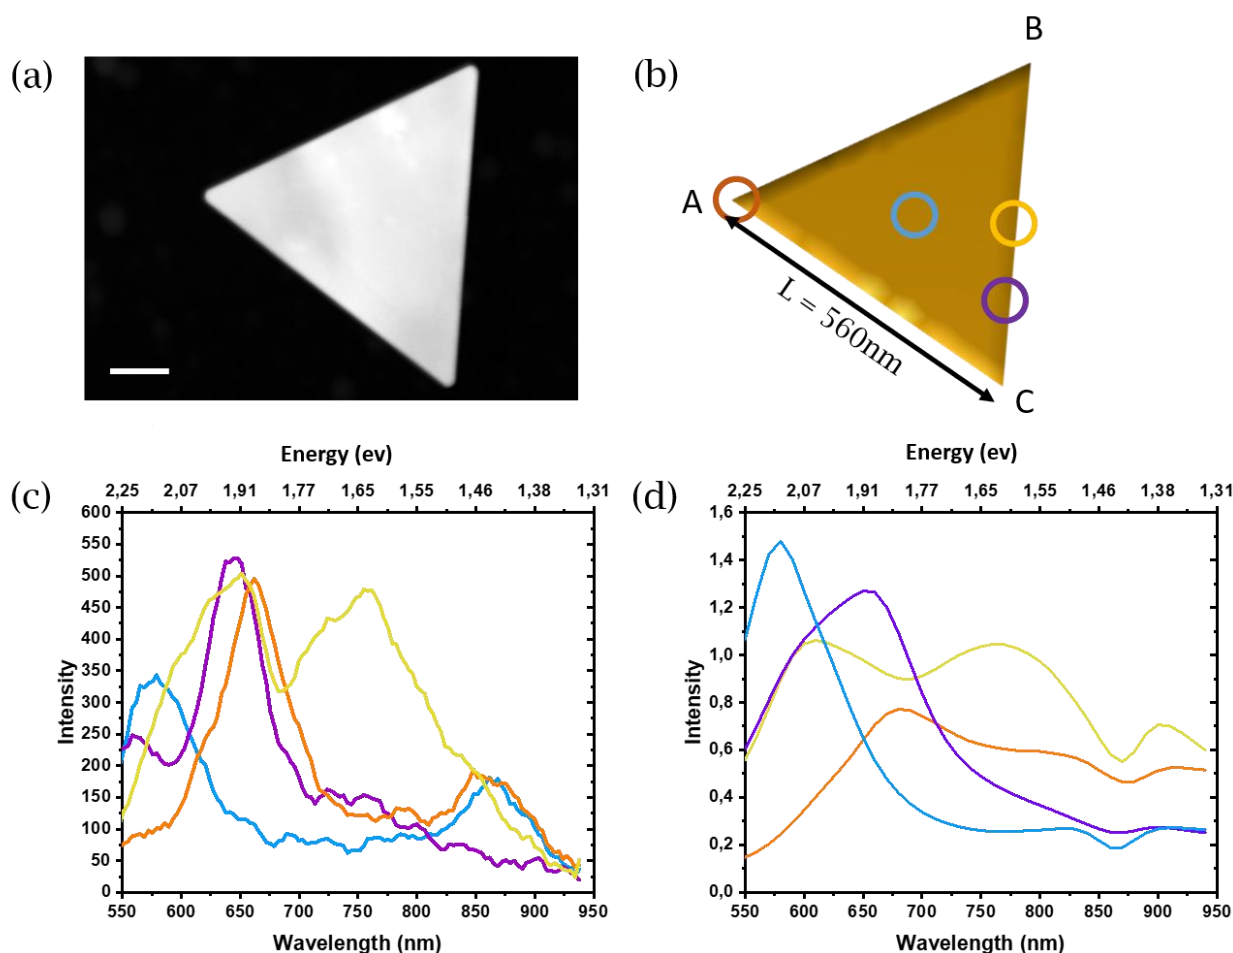 (a)
(b)
B
A
L = 560nm
C
(c)
Energy (ev)
2,25 2,07 1,91 1,77 1,65 1,55 1,46 1,38 1,31
600
550
500
450
400
350
300
250
200
150
100
50
0
Intensity
550 600 650 700 750 800 850 900 950
Wavelength (nm)
(d)
Energy (ev)
2,25 2,07 1,91 1,77 1,65 1,55 1,46 1,38 1,31
1,6
1,4
1,2
1,0
0,8
0,6
0,4
0,2
0,0
Intensity
550 600 650 700 750 800 850 900 950
Wavelength (nm)